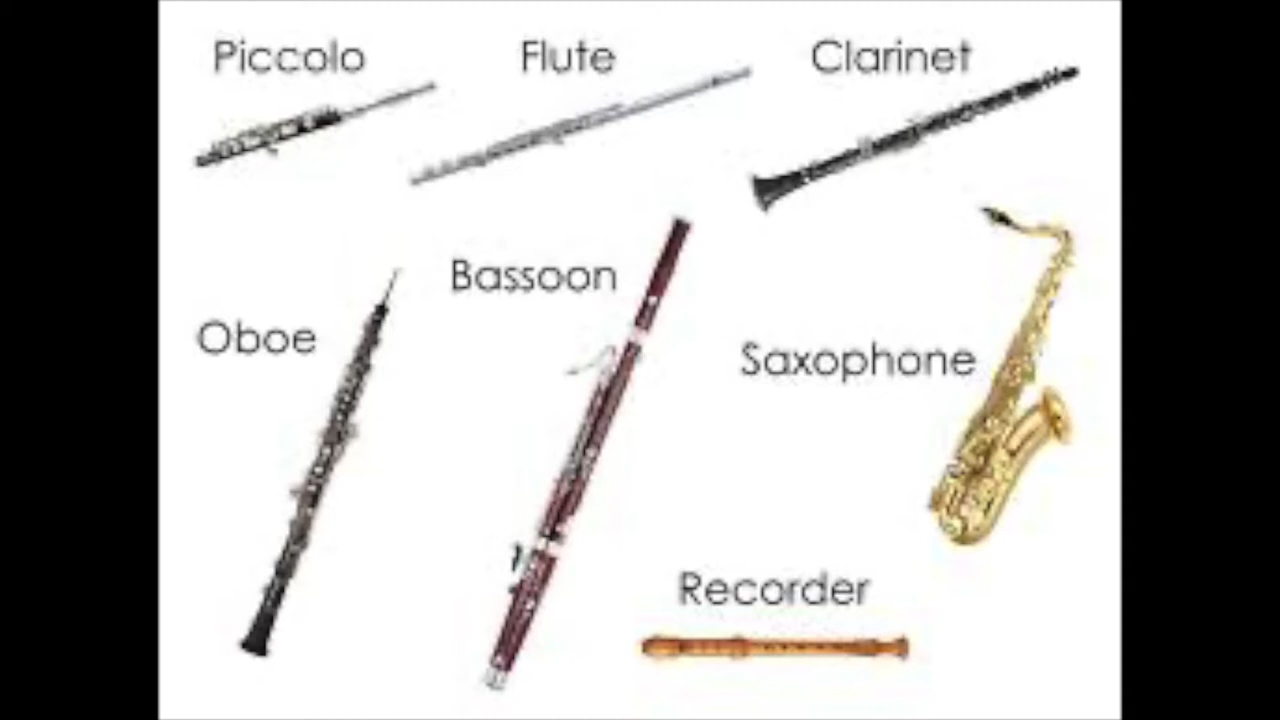 Piccolo
Flute
Clarinet
Bassoon
Oboe
Saxophone
Recorder